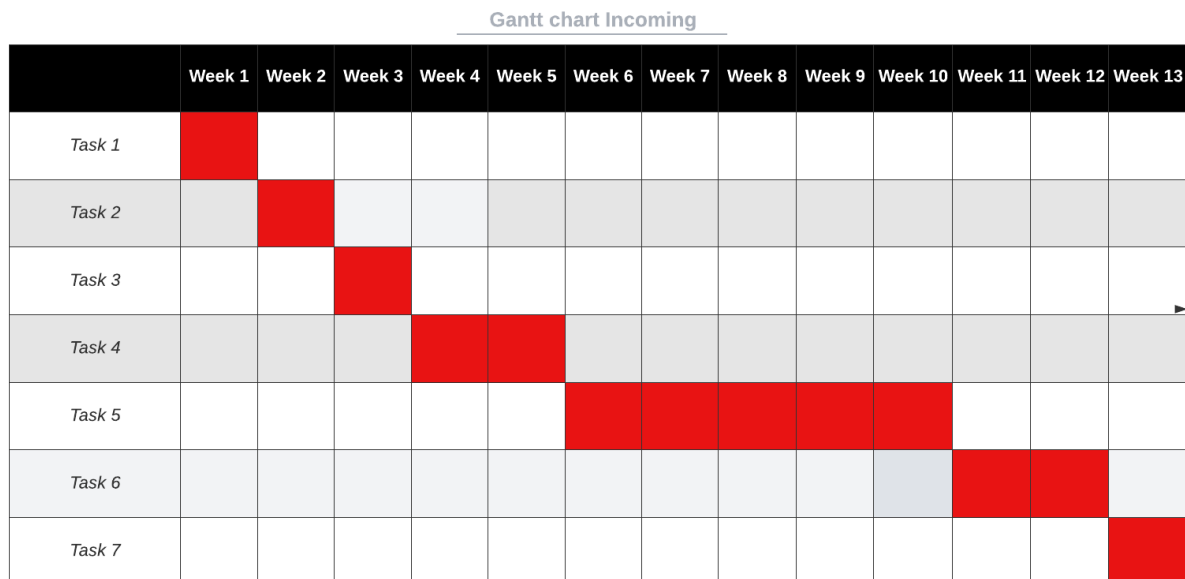 Gantt chart Incoming
Week 1 Week 2 Week 3 Week 4 Week 5 Week 6 Week 7 Week 8 Week 9 Week 10 Week 11 Week 12 Week 13
Task 1
Task 2
Task 3
Task 4
Task 5
Task 6
Task 7